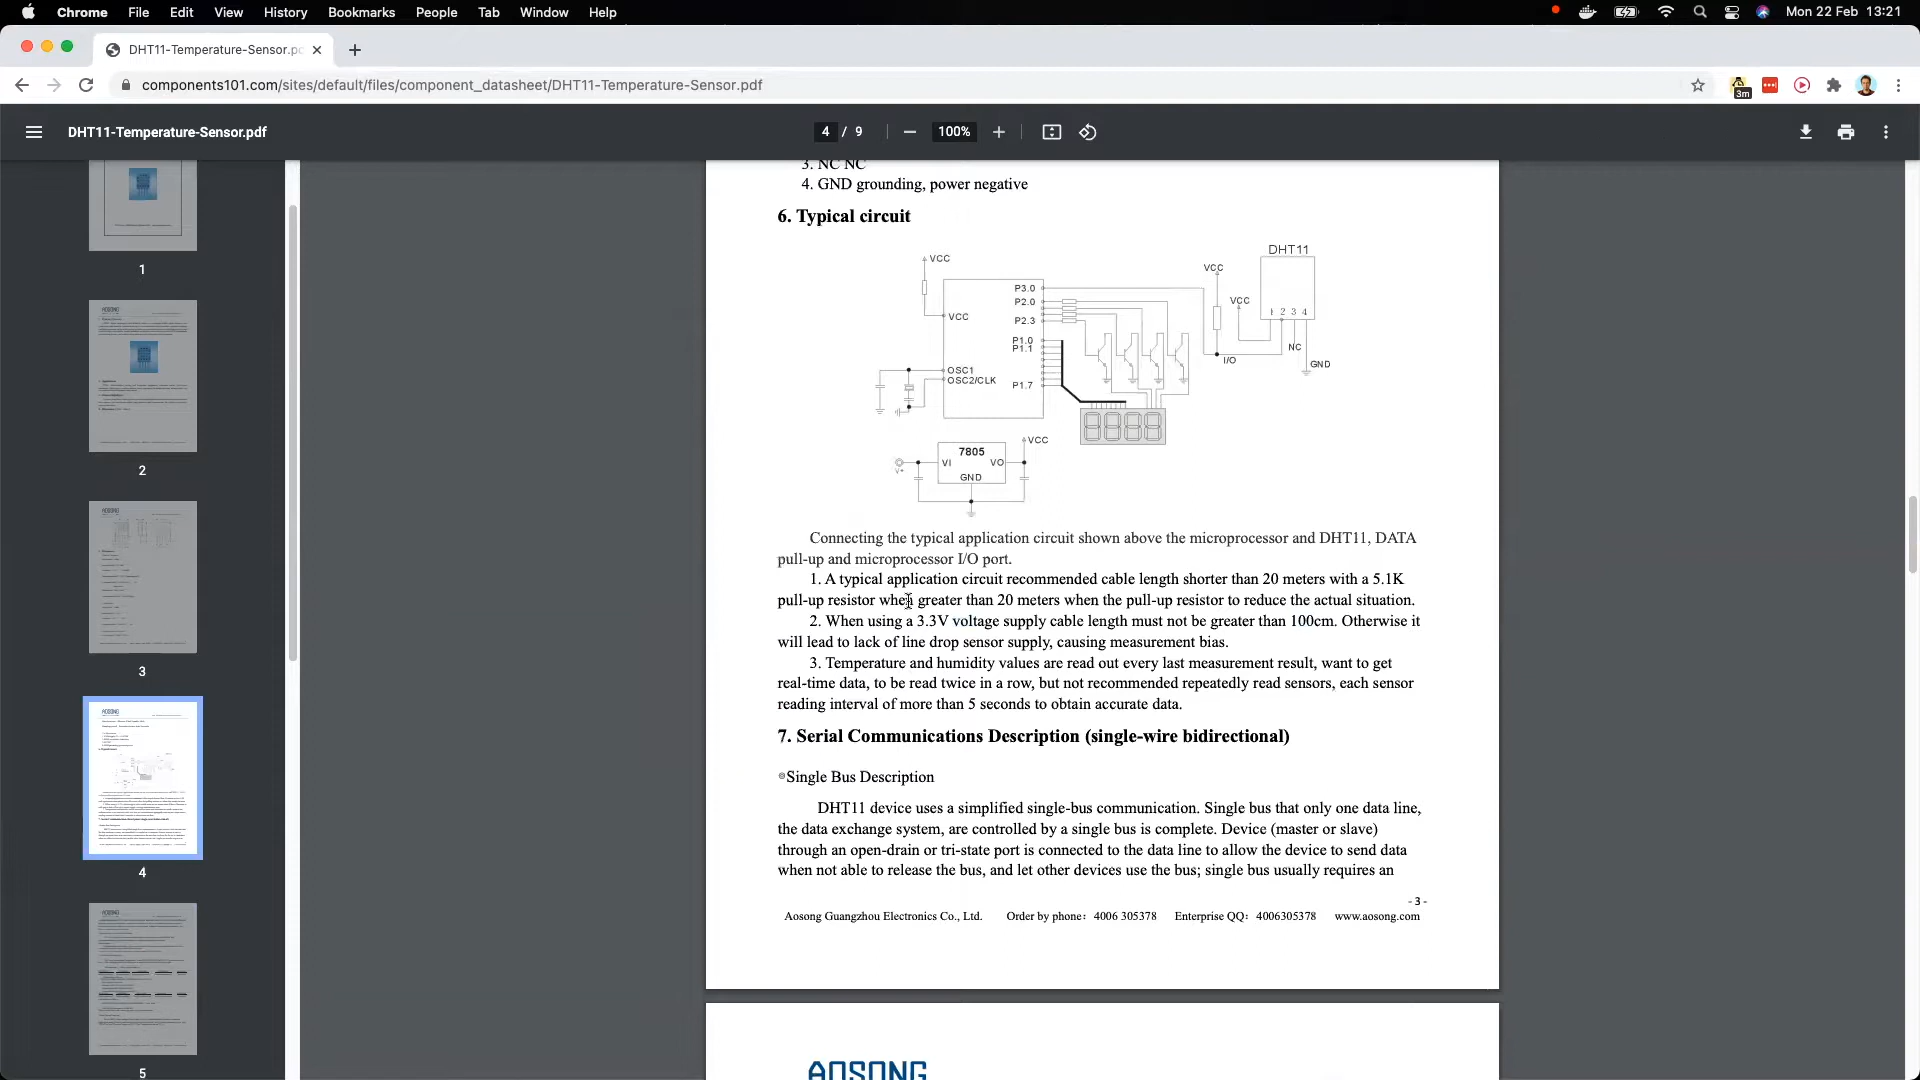 Chrome File Edit View History Bookmarks People Tab Window Help Mon 22 Feb 13:21
DHT11-Temperature-Sensor.pd
components101.com/sites/default/files/component_datasheet/DHT11-Temperature-Sensor.pdf
3m
DHT11-Temperature-Sensor.pdf 4 / 9 100%
1
AOSONG
2
AOSONG
3
AOSONG
4
AOSONG
5
3. NC NC
4. GND grounding, power negative
6. Typical circuit
DHT11
VCC
VCC
VCC
P3.0
P2.0
P2.3
VCC
1 2 3 4
P1.0
P1.1
NC
I/O
GND
OSC1
OSC2/CLK
P1.7
VCC
7805
VI VO
V+
GND
Connecting the typical application circuit shown above the microprocessor and DHT11, DATA
pull-up and microprocessor I/O port.
1. A typical application circuit recommended cable length shorter than 20 meters with a 5.1K
pull-up resistor when greater than 20 meters when the pull-up resistor to reduce the actual situation.
2. When using a 3.3V voltage supply cable length must not be greater than 100cm. Otherwise it
will lead to lack of line drop sensor supply, causing measurement bias.
3. Temperature and humidity values are read out every last measurement result, want to get
real-time data, to be read twice in a row, but not recommended repeatedly read sensors, each sensor
reading interval of more than 5 seconds to obtain accurate data.
7. Serial Communications Description (single-wire bidirectional)
◎Single Bus Description
DHT11 device uses a simplified single-bus communication. Single bus that only one data line,
the data exchange system, are controlled by a single bus is complete. Device (master or slave)
through an open-drain or tri-state port is connected to the data line to allow the device to send data
when not able to release the bus, and let other devices use the bus; single bus usually requires an
- 3 -
Aosong Guangzhou Electronics Co., Ltd. Order by phone：4006 305378 Enterprise QQ：4006305378 www.aosong.com
AOSONG